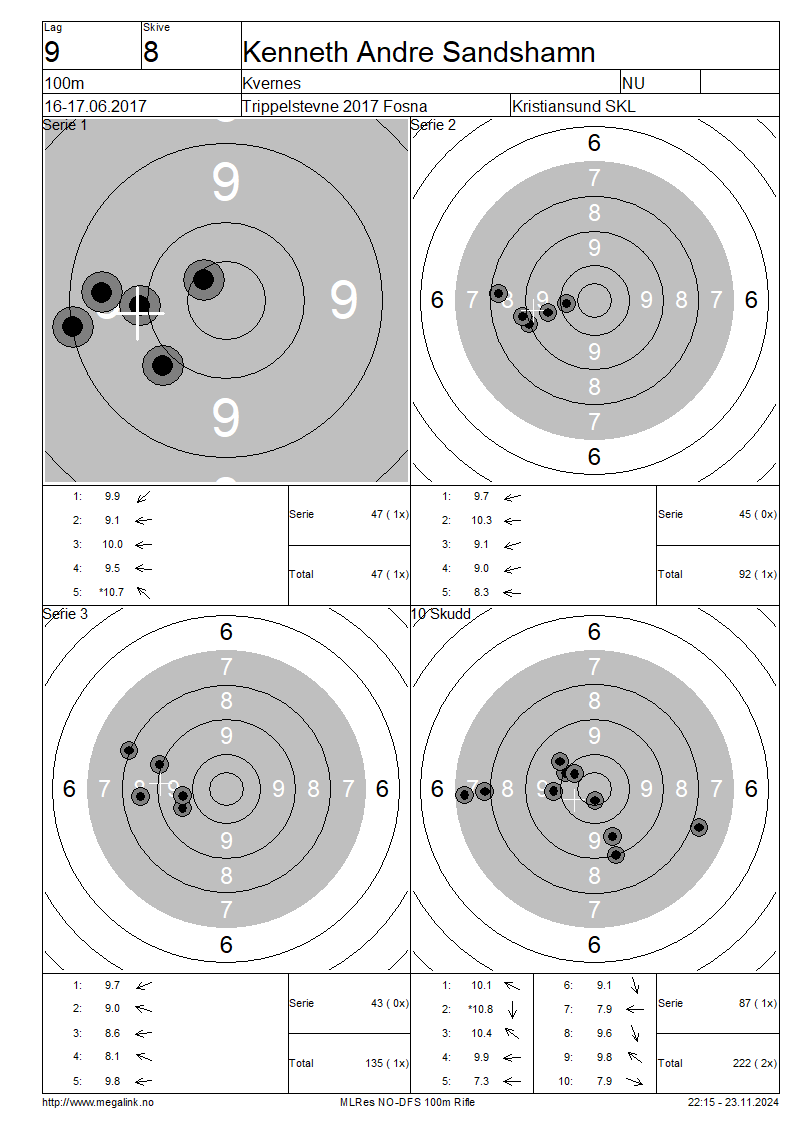 Lag Skive
9 8 Kenneth Andre Sandshamn
100m Kvernes NU
16-17.06.2017 Trippelstevne 2017 Fosna Kristiansund SKL
Serie 1
9
9
9
Serie 2
6
7
8
9
6 7 8 9 9 8 7 6
9
8
7
6
1: 9.9
2: 9.1
3: 10.0
4: 9.5
5: *10.7
Serie 47 ( 1x)
Total 47 ( 1x)
1: 9.7
2: 10.3
3: 9.1
4: 9.0
5: 8.3
Serie 45 ( 0x)
Total 92 ( 1x)
Serie 3
6
7
8
9
6 7 8 9 9 8 7 6
9
8
7
6
10 Skudd
6
7
8
9
6 8 9 9 8 7 6
9
8
7
6
1: 9.7
2: 9.0
3: 8.6
4: 8.1
5: 9.8
Serie 43 ( 0x)
Total 135 ( 1x)
1: 10.1 6: 9.1
2: *10.8 7: 7.9
3: 10.4 8: 9.6
4: 9.9 9: 9.8
5: 7.3 10: 7.9
Serie 87 ( 1x)
Total 222 ( 2x)
http://www.megalink.no MLRes NO-DFS 100m Rifle 22:15 - 23.11.2024